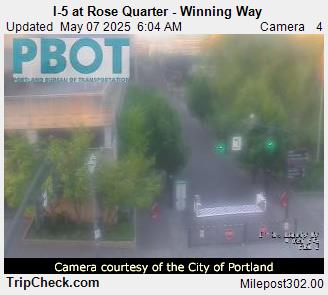 I-5 at Rose Quarter - Winning Way
Updated May 07 2025 6:04 AM Camera 4
PBOT
PORTLAND BUREAU OF TRANSPORTATION
Camera courtesy of the City of Portland
TripCheck.com Milepost302.00